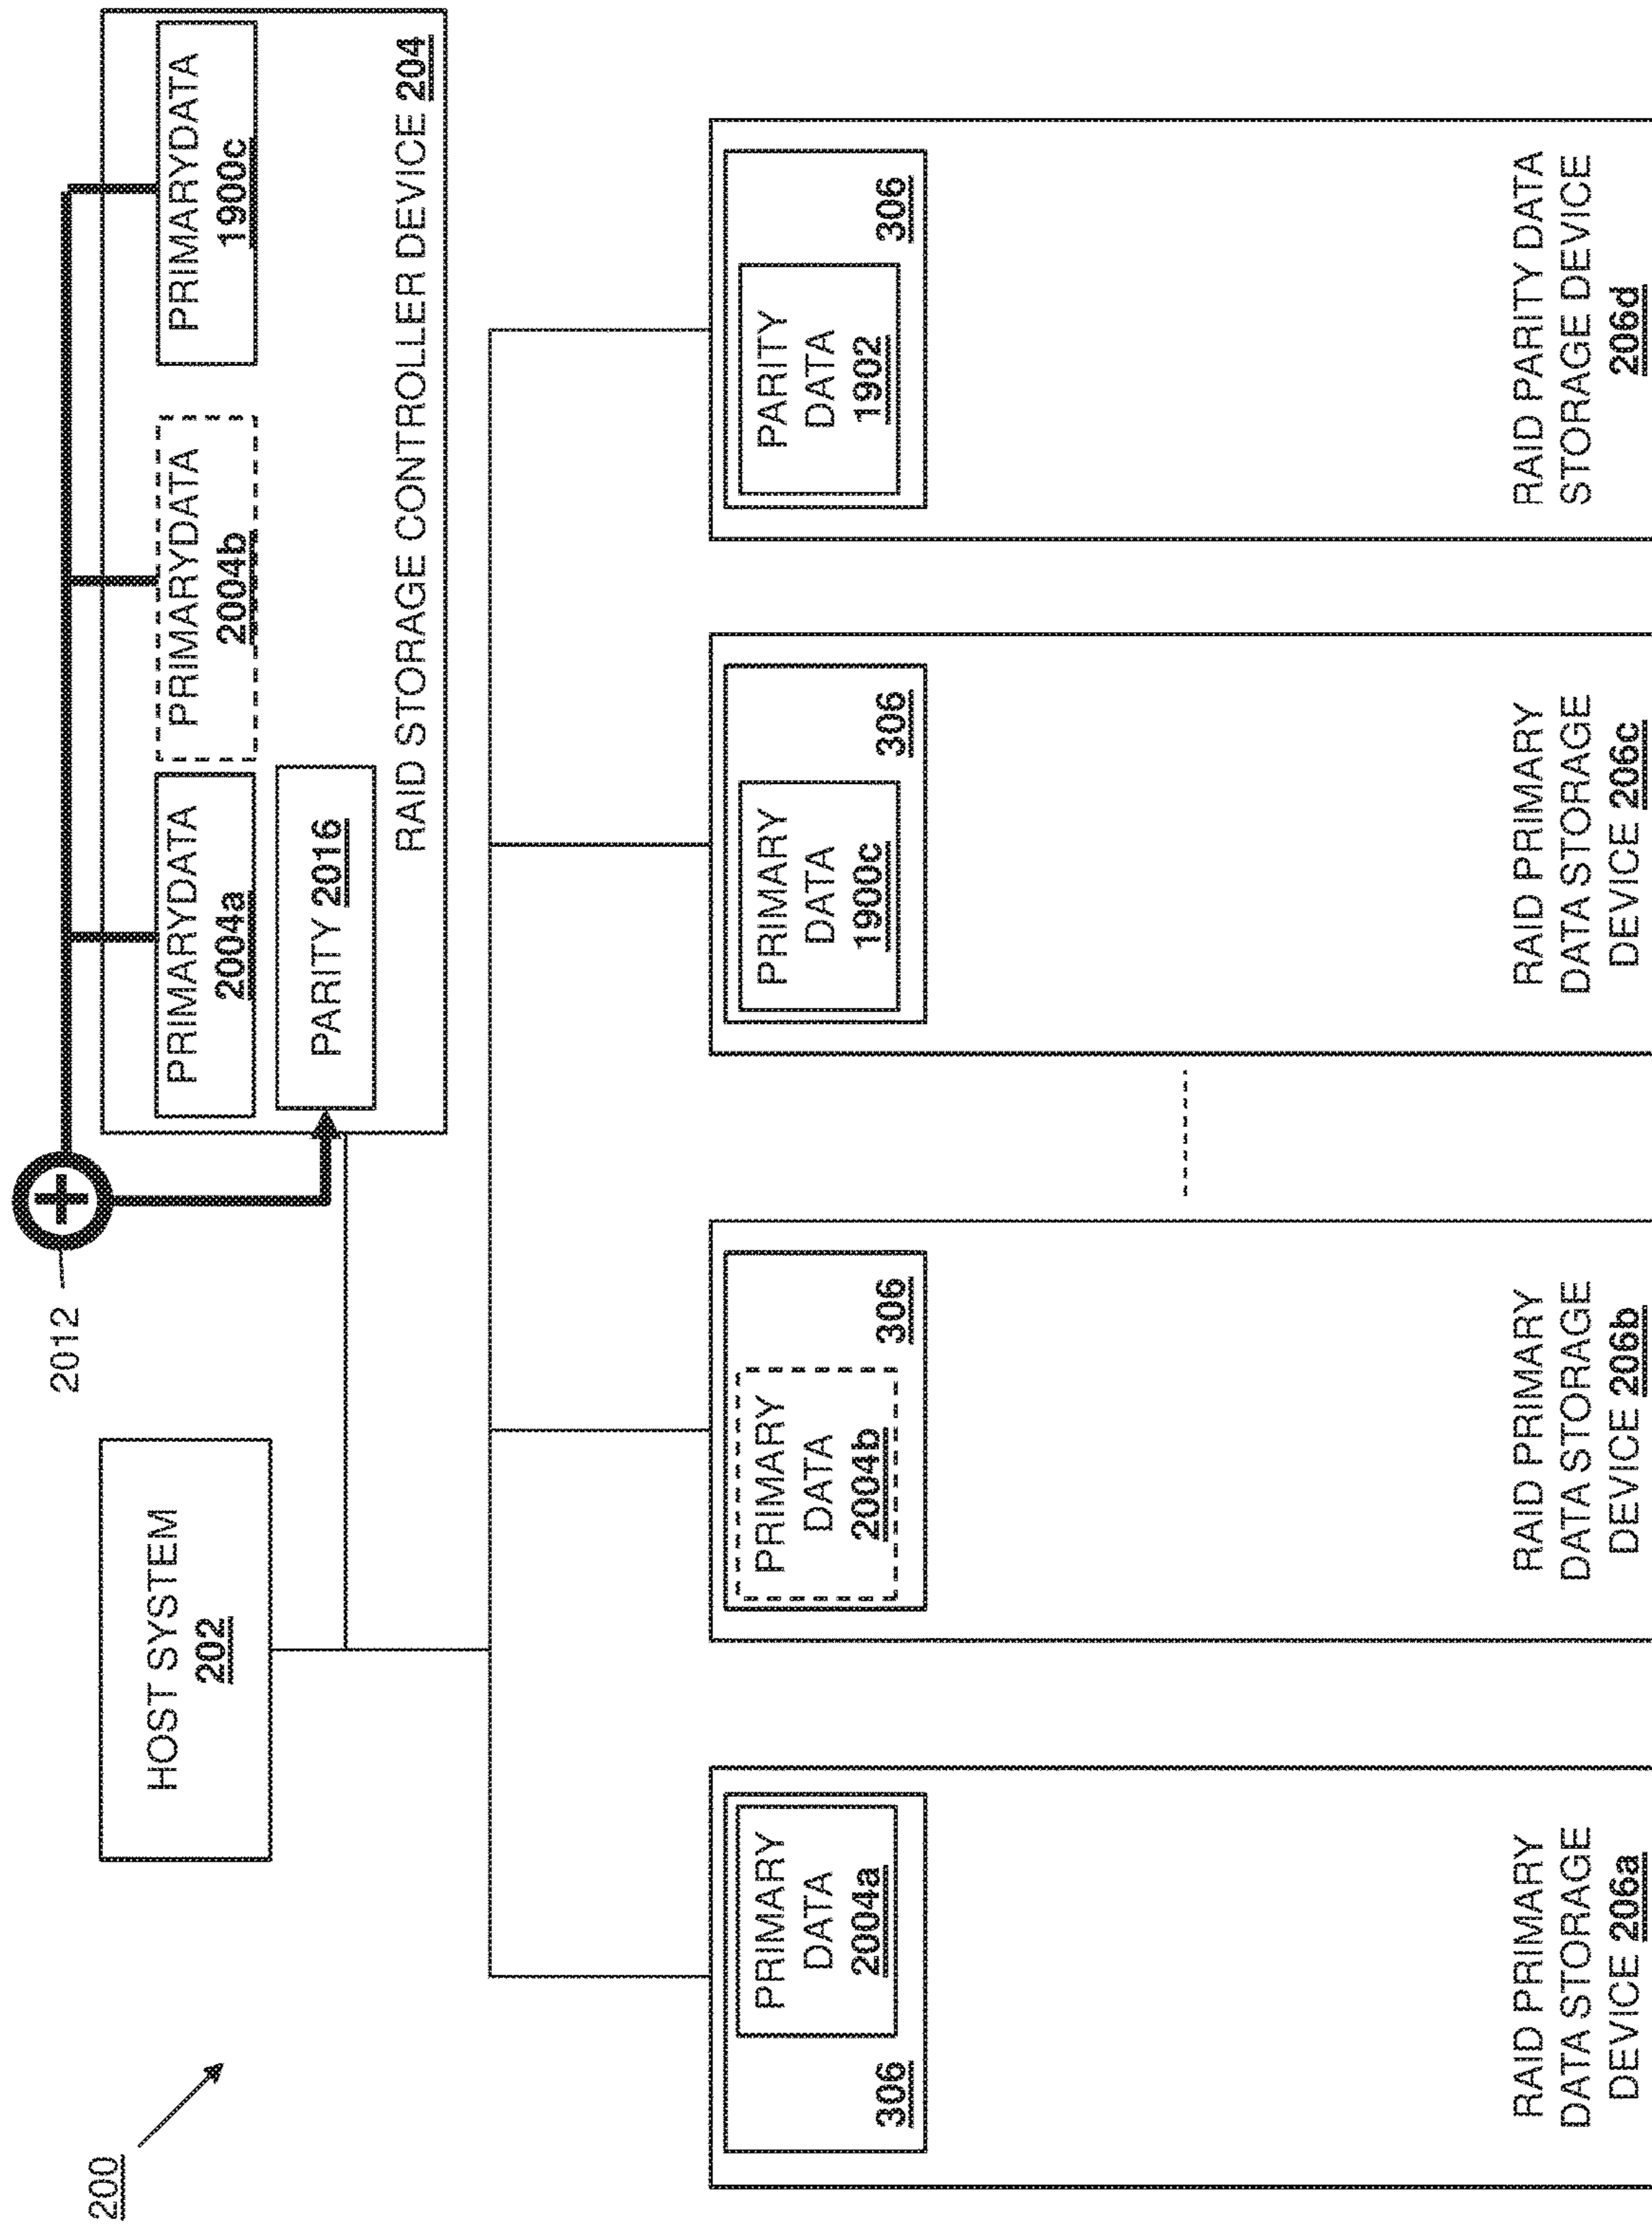 200
HOST SYSTEM
202
2012
PRIMARYDATA
2004a
PRIMARYDATA
2004b
PRIMARYDATA
1900c
PARITY 2016
RAID STORAGE CONTROLLER DEVICE 204
PRIMARY
DATA
2004a
306
RAID PRIMARY
DATA STORAGE
DEVICE 206a
PRIMARY
DATA
2004b
306
RAID PRIMARY
DATA STORAGE
DEVICE 206b
PRIMARY
DATA
1900c
306
RAID PRIMARY
DATA STORAGE
DEVICE 206c
PARITY
DATA
1902
306
RAID PARITY DATA
STORAGE DEVICE
206d